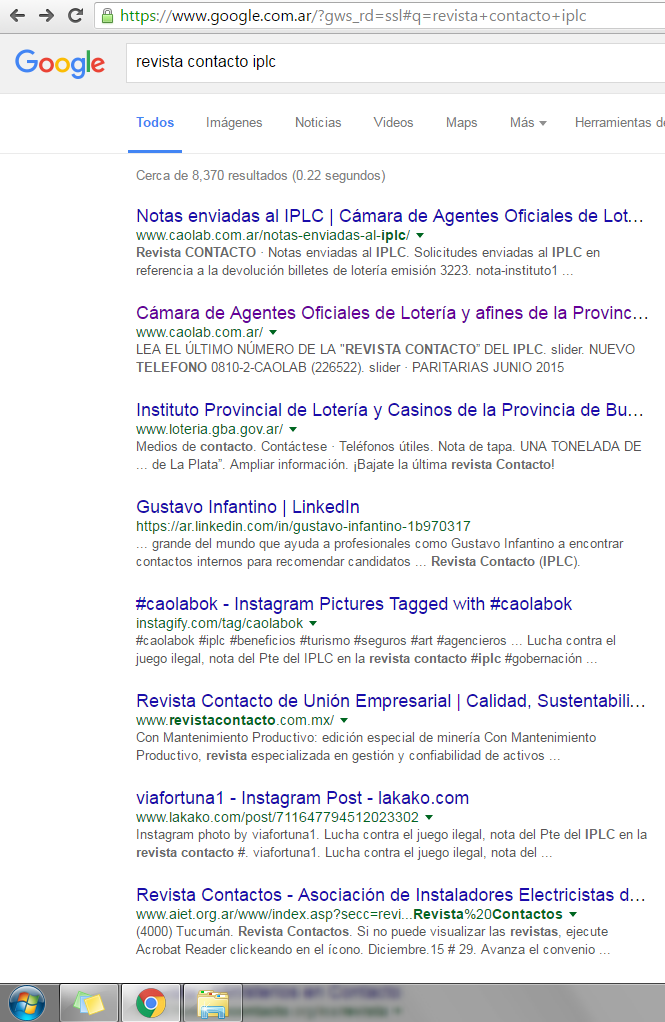 https://www.google.com.ar/?gws_rd=ssl#q=revista+contacto+iplc
Google
revista contacto iplc
Todos Imágenes Noticias Videos Maps Más Herramientas de
Cerca de 8,370 resultados (0.22 segundos)
Notas enviadas al IPLC | Cámara de Agentes Oficiales de Lot...
www.caolab.com.ar/notas-enviadas-al-iplc/
Revista CONTACTO · Notas enviadas al IPLC. Solicitudes enviadas al IPLC en
referencia a la devolución billetes de lotería emisión 3223. nota-instituto1 ...
Cámara de Agentes Oficiales de Lotería y afines de la Provinc...
www.caolab.com.ar/
LEA EL ÚLTIMO NÚMERO DE LA "REVISTA CONTACTO" DEL IPLC. slider. NUEVO
TELEFONO 0810-2-CAOLAB (226522). slider · PARITARIAS JUNIO 2015
Instituto Provincial de Lotería y Casinos de la Provincia de Bu...
www.loteria.gba.gov.ar/
Medios de contacto. Contáctese · Teléfonos útiles. Nota de tapa. UNA TONELADA DE
... de La Plata”. Ampliar información. ¡Bajate la última revista Contacto!
Gustavo Infantino | LinkedIn
https://ar.linkedin.com/in/gustavo-infantino-1b970317
... grande del mundo que ayuda a profesionales como Gustavo Infantino a encontrar
contactos internos para recomendar candidatos ... Revista Contacto (IPLC).
#caolabok - Instagram Pictures Tagged with #caolabok
instagify.com/tag/caolabok
#caolabok #iplc #beneficios #turismo #seguros #art #agencieros ... Lucha contra el
juego ilegal, nota del Pte del IPLC en la revista contacto #iplc #gobernación ...
Revista Contacto de Unión Empresarial | Calidad, Sustentabili...
www.revistacontacto.com.mx/
Con Mantenimiento Productivo: edición especial de minería Con Mantenimiento
Productivo, revista especializada en gestión y confiabilidad de activos ...
viafortuna1 - Instagram Post - lakako.com
www.lakako.com/post/711647794512023302
Instagram photo by viafortuna1. Lucha contra el juego ilegal, nota del Pte del IPLC en la
revista contacto #. viafortuna1. Lucha contra el juego ilegal, nota del ...
Revista Contactos - Asociación de Instaladores Electricistas d...
www.aiet.org.ar/www/index.asp?secc=revi...Revista%20Contactos
(4000) Tucumán. Revista Contactos. Si no puede visualizar las revistas, ejecute
Acrobat Reader clickeando en el ícono. Diciembre.15 # 29. Avanza el convenio ...
en Contacto